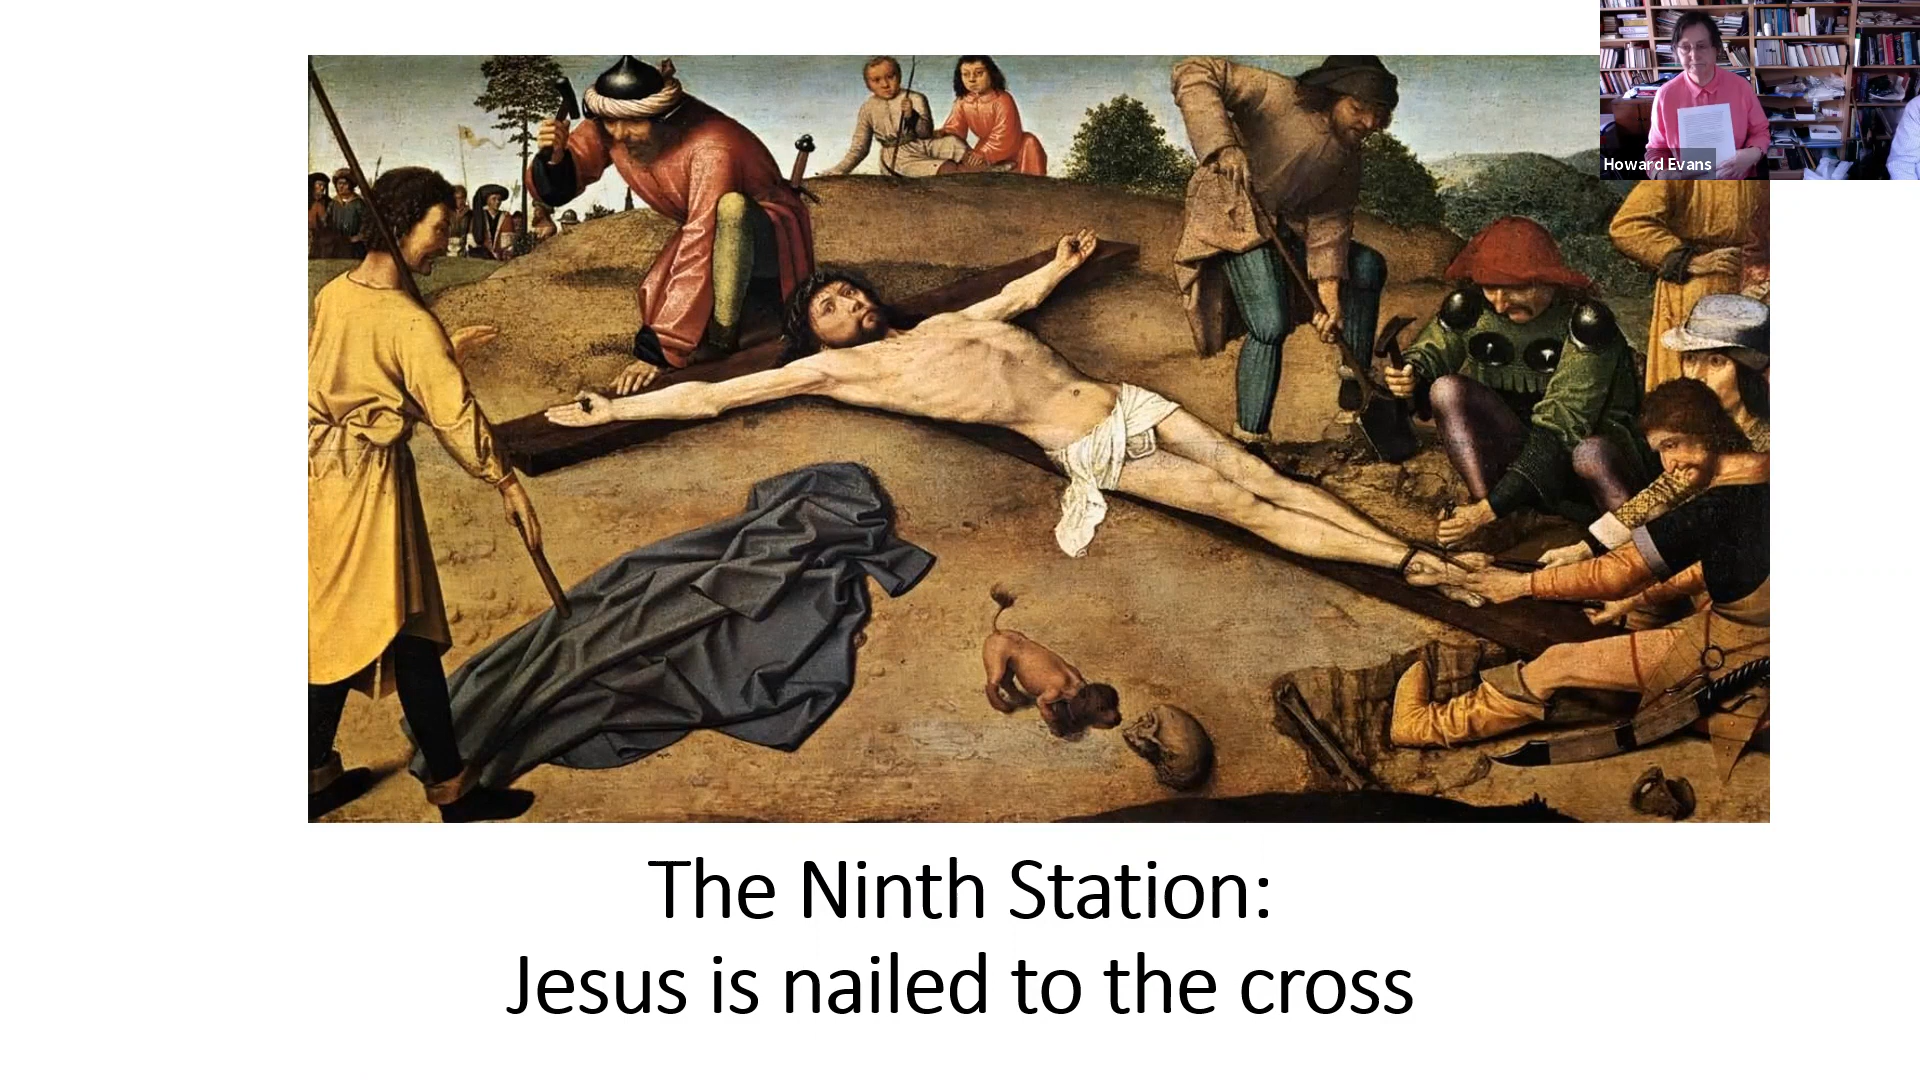 Howard Evans
The Ninth Station:
Jesus is nailed to the cross